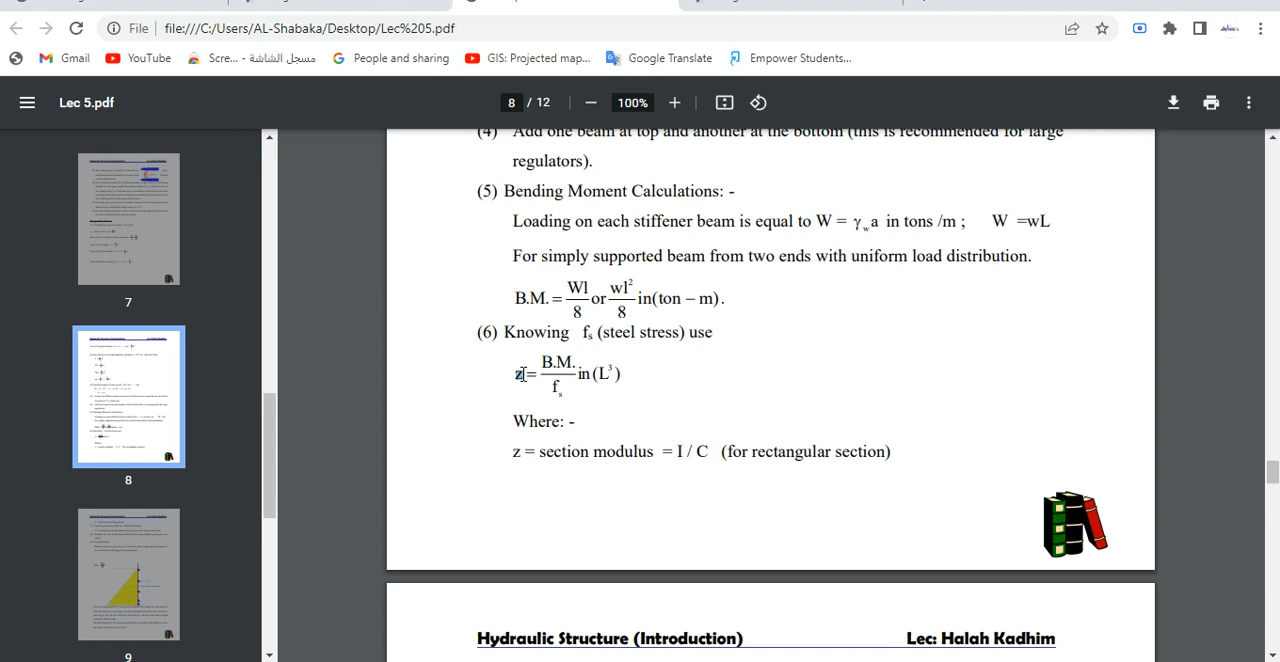 File | file:///C:/Users/AL-Shabaka/Desktop/Lec%205.pdf
Gmail YouTube Scre... - مسجل الشاشة People and sharing GIS: Projected map... Google Translate Empower Students...
Lec 5.pdf 8 / 12 100%
(4) Add one beam at top and another at the bottom (this is recommended for large
regulators).
(5) Bending Moment Calculations: -
Loading on each stiffener beam is equal to W = γ_w a in tons /m ; W =wL
For simply supported beam from two ends with uniform load distribution.
B.M. = Wl/8 or wl²/8 in(ton – m).
(6) Knowing fₛ (steel stress) use
z = B.M./fₛ in (L³)
Where: -
z = section modulus = I / C (for rectangular section)
Hydraulic Structure (Introduction) Lec: Halah Kadhim
7
8
9